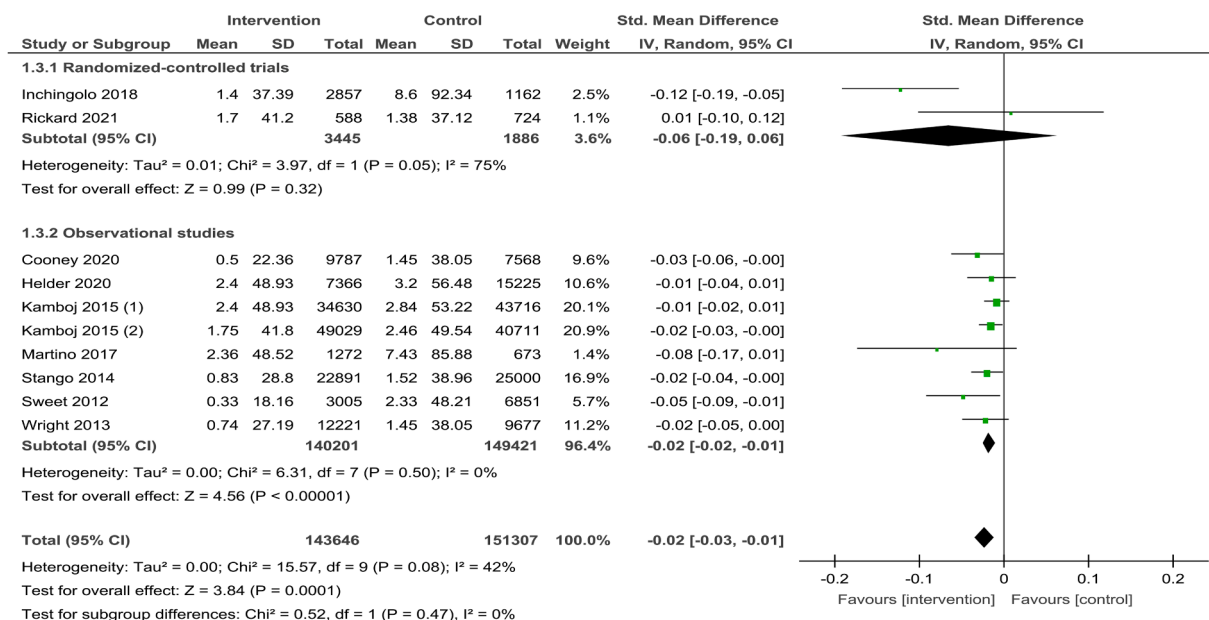 Intervention Control Std. Mean Difference Std. Mean Difference
Study or Subgroup Mean SD Total Mean SD Total Weight IV, Random, 95% CI IV, Random, 95% CI
1.3.1 Randomized-controlled trials
Inchingolo 2018 1.4 37.39 2857 8.6 92.34 1162 2.5% -0.12 [-0.19, -0.05]
Rickard 2021 1.7 41.2 588 1.38 37.12 724 1.1% 0.01 [-0.10, 0.12]
Subtotal (95% CI) 3445 1886 3.6% -0.06 [-0.19, 0.06]
Heterogeneity: Tau² = 0.01; Chi² = 3.97, df = 1 (P = 0.05); I² = 75%
Test for overall effect: Z = 0.99 (P = 0.32)
1.3.2 Observational studies
Cooney 2020 0.5 22.36 9787 1.45 38.05 7568 9.6% -0.03 [-0.06, -0.00]
Helder 2020 2.4 48.93 7366 3.2 56.48 15225 10.6% -0.01 [-0.04, 0.01]
Kamboj 2015 (1) 2.4 48.93 34630 2.84 53.22 43716 20.1% -0.01 [-0.02, 0.01]
Kamboj 2015 (2) 1.75 41.8 49029 2.46 49.54 40711 20.9% -0.02 [-0.03, -0.00]
Martino 2017 2.36 48.52 1272 7.43 85.88 673 1.4% -0.08 [-0.17, 0.01]
Stango 2014 0.83 28.8 22891 1.52 38.96 25000 16.9% -0.02 [-0.04, -0.00]
Sweet 2012 0.33 18.16 3005 2.33 48.21 6851 5.7% -0.05 [-0.09, -0.01]
Wright 2013 0.74 27.19 12221 1.45 38.05 9677 11.2% -0.02 [-0.05, 0.00]
Subtotal (95% CI) 140201 149421 96.4% -0.02 [-0.02, -0.01]
Heterogeneity: Tau² = 0.00; Chi² = 6.31, df = 7 (P = 0.50); I² = 0%
Test for overall effect: Z = 4.56 (P < 0.00001)
Total (95% CI) 143646 151307 100.0% -0.02 [-0.03, -0.01]
Heterogeneity: Tau² = 0.00; Chi² = 15.57, df = 9 (P = 0.08); I² = 42%
Test for overall effect: Z = 3.84 (P = 0.0001)
Test for subgroup differences: Chi² = 0.52, df = 1 (P = 0.47), I² = 0%
-0.2 -0.1 0 0.1 0.2
Favours [intervention] Favours [control]